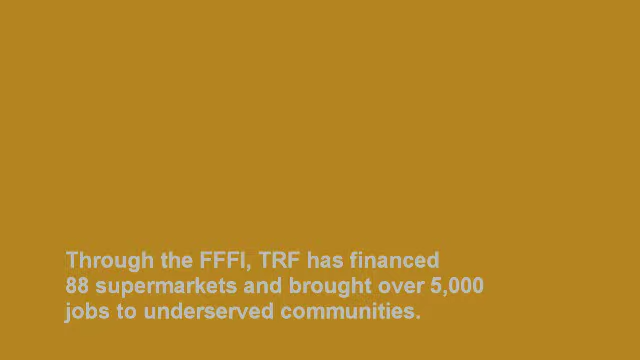 Through the FFFI, TRF has financed
88 supermarkets and brought over 5,000
jobs to underserved communities.